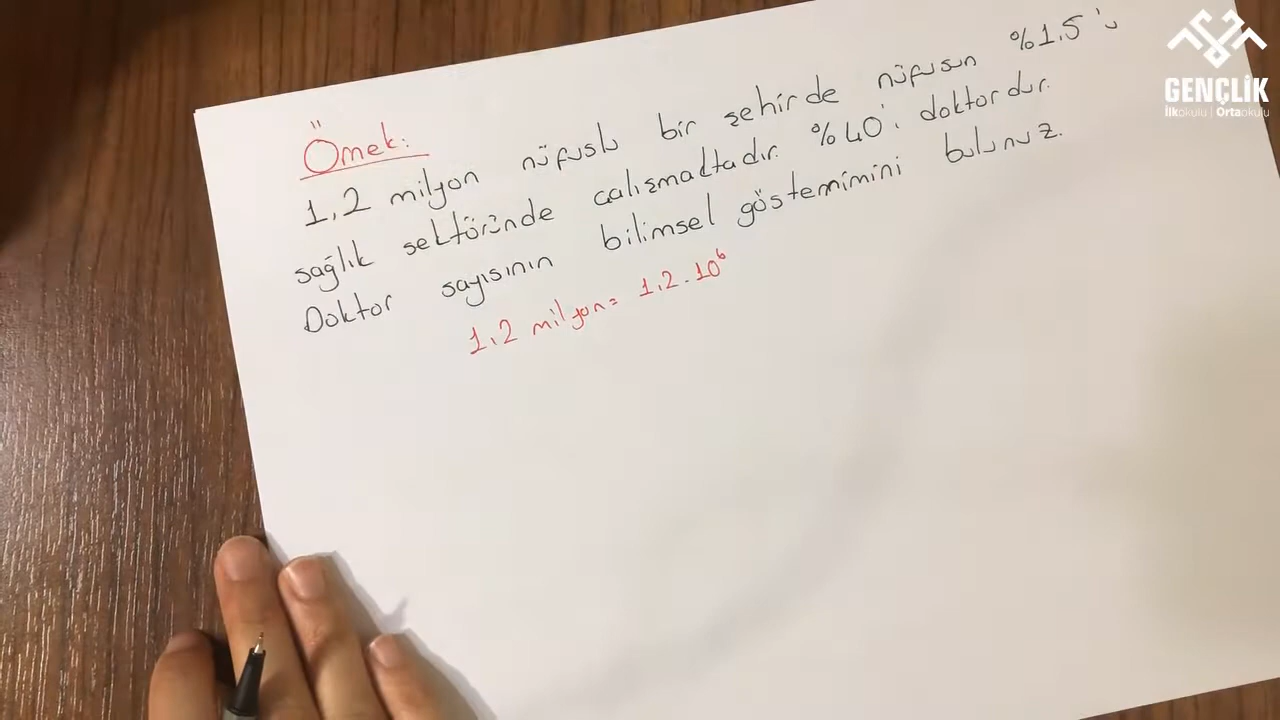 Örnek:
1,2 milyon nüfuslu bir şehirde nüfusun %1,5'u
sağlık sektöründe çalışmaktadır. %40'ı doktordur.
Doktor sayısının bilimsel gösterimini bulunuz.
1,2 milyon = 1,2.10⁶
GENÇLİK
İlkokulu | Ortaokulu